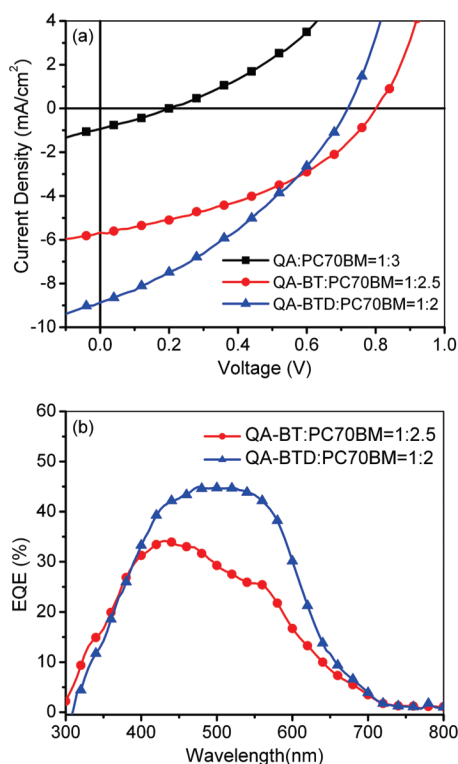 (a)
4
2
0
-2
-4
-6
-8
-10
Current Density (mA/cm²)
QA:PC70BM=1:3
QA-BT:PC70BM=1:2.5
QA-BTD:PC70BM=1:2
0.0 0.2 0.4 0.6 0.8 1.0
Voltage (V)
(b)
60
50
40
30
20
10
0
EQE (%)
QA-BT:PC70BM=1:2.5
QA-BTD:PC70BM=1:2
300 400 500 600 700 800
Wavelength(nm)